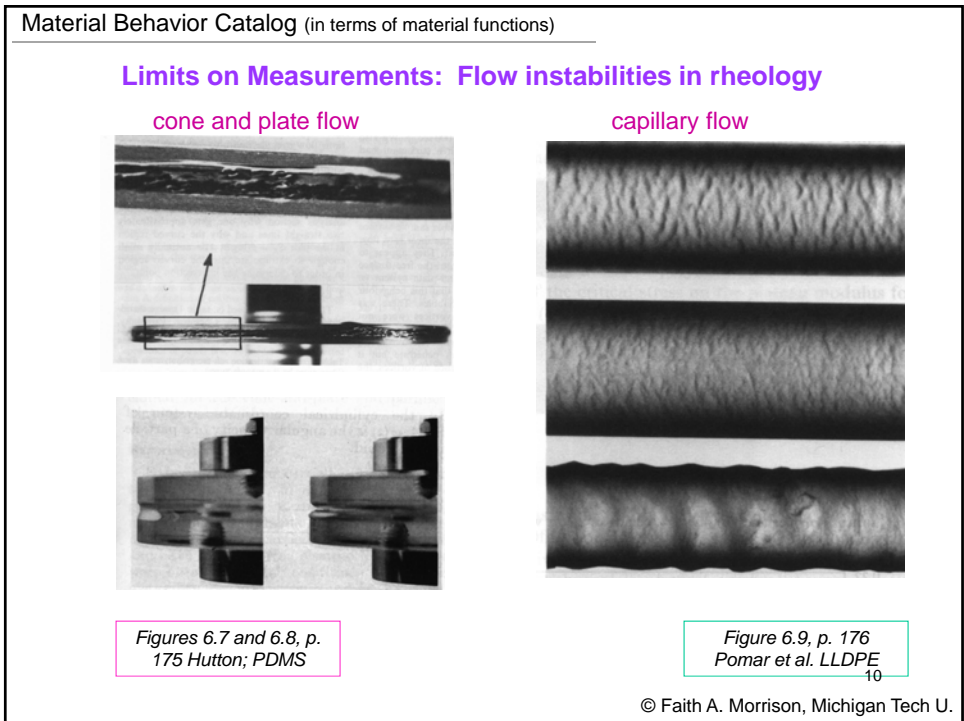 Material Behavior Catalog (in terms of material functions)
Limits on Measurements: Flow instabilities in rheology
cone and plate flow
capillary flow
Figures 6.7 and 6.8, p.
175 Hutton; PDMS
Figure 6.9, p. 176
Pomar et al. LLDPE
10
© Faith A. Morrison, Michigan Tech U.